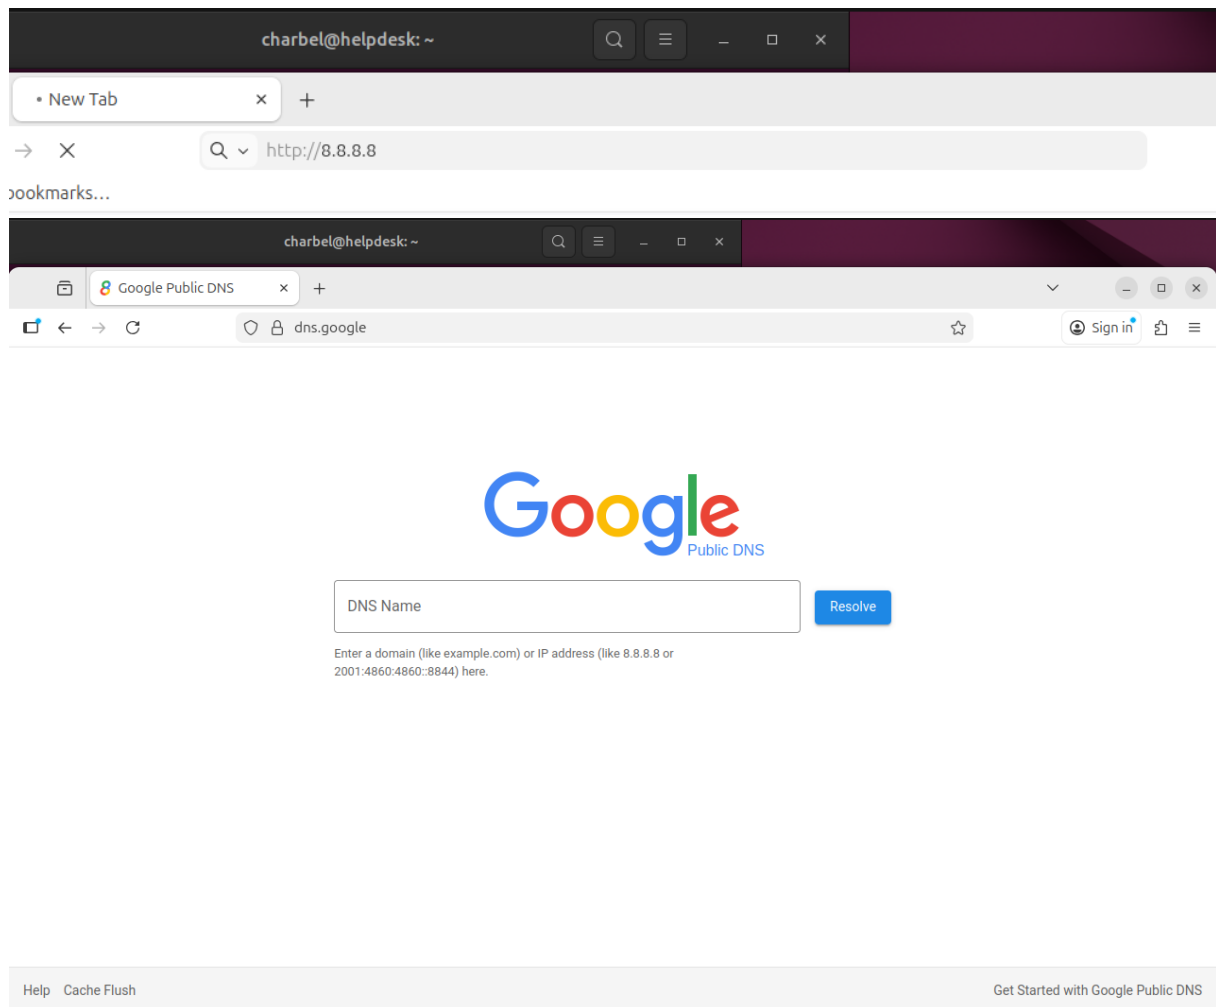 charbel@helpdesk: ~
• New Tab
http://8.8.8.8
bookmarks...
charbel@helpdesk: ~
Google Public DNS
dns.google
Sign in
Google
Public DNS
DNS Name
Resolve
Enter a domain (like example.com) or IP address (like 8.8.8.8 or
2001:4860:4860::8844) here.
Help Cache Flush
Get Started with Google Public DNS